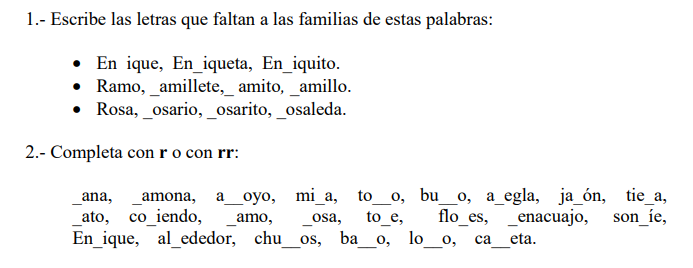 1.- Escribe las letras que faltan a las familias de estas palabras:
• En ique, En_iqueta, En_iquito.
• Ramo, _amillete,_ amito, _amillo.
• Rosa, _osario, _osarito, _osaleda.
2.- Completa con r o con rr:
_ana, _amona, a__oyo, mi_a, to__o, bu__o, a_egla, ja_ón, tie_a,
_ato, co_iendo, _amo, _osa, to_e, flo_es, _enacuajo, son_íe,
En_ique, al_ededor, chu__os, ba__o, lo__o, ca__eta.